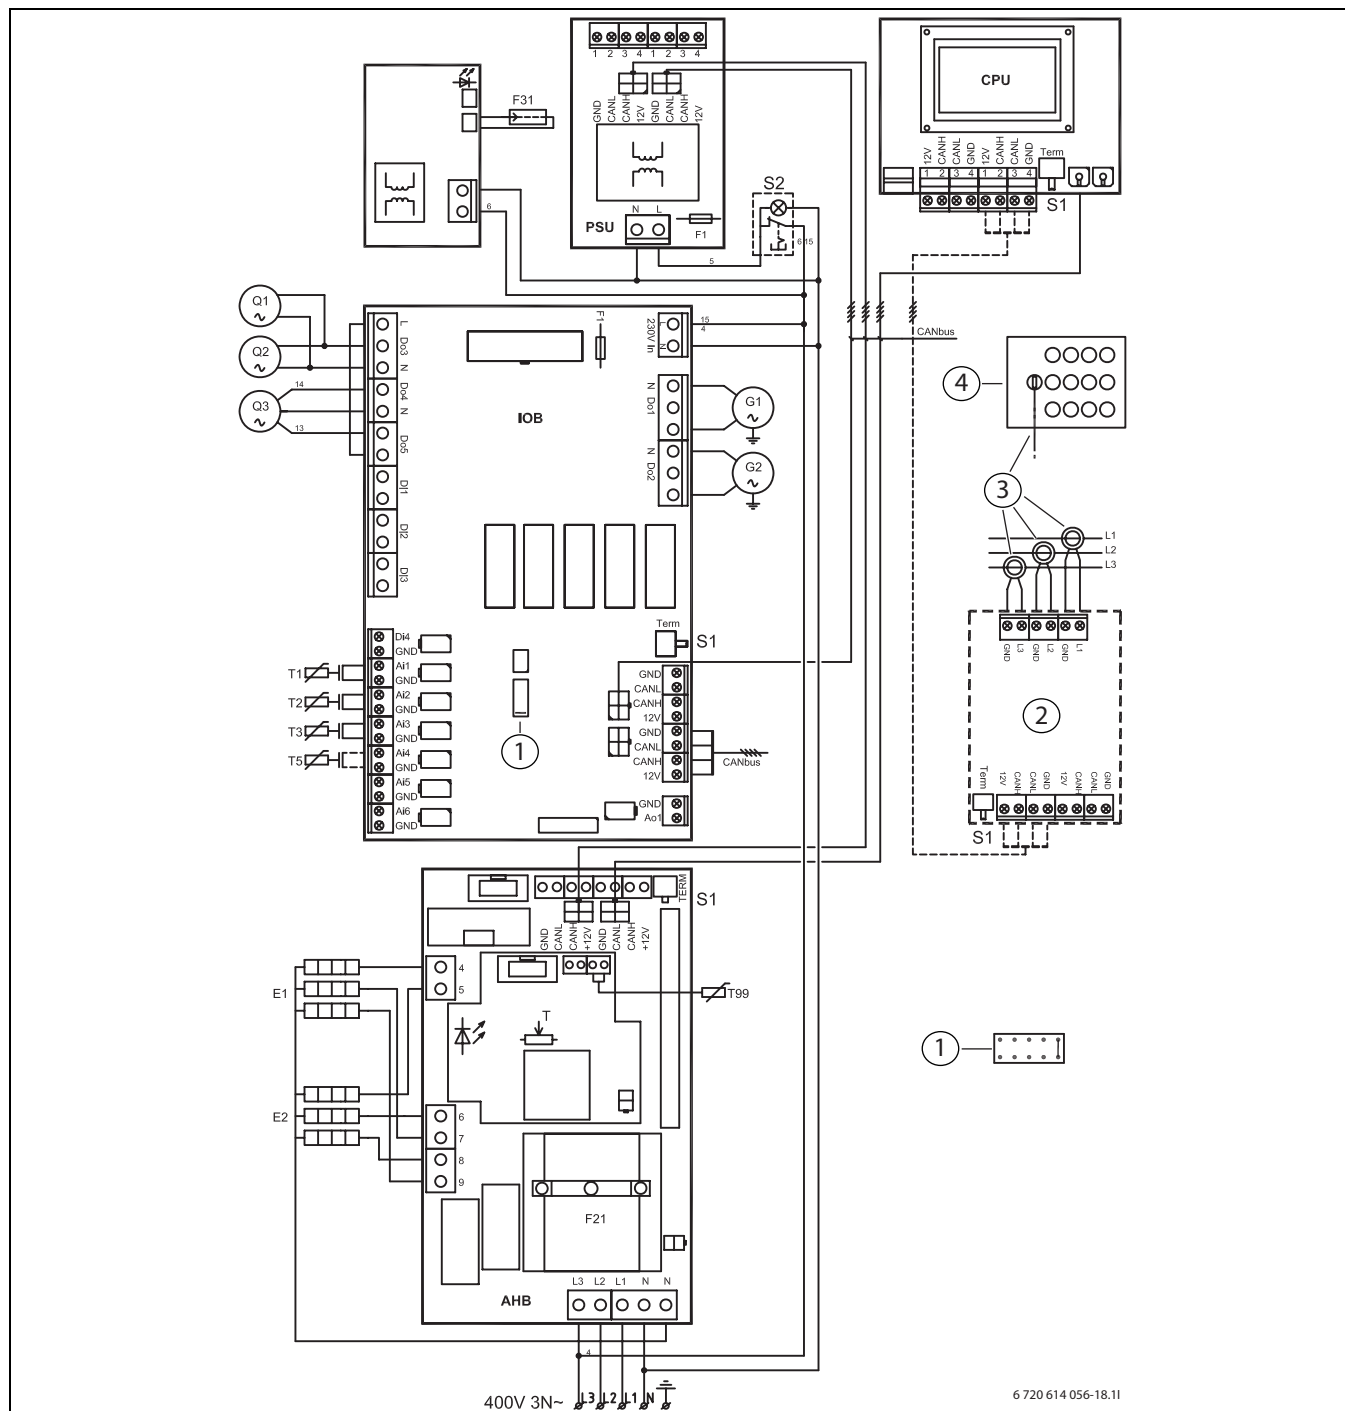 F31
6
1 2 3 4 1 2 3 4
GND
CANL
CANH
12V
GND
CANL
CANH
12V
N L
PSU
F1
S2
6 15
5
CPU
12V
CANH
CANL
GND
12V
CANH
CANL
GND
Term
1 2 3 4 1 2 3 4
S1
Q1
Q2
Q3
14
13
L
Do3
N
Do4
N
Do5
DI1
DI2
DI3
F1
IOB
L
230V In
N
15
4
N
Do1
N
Do2
G1
G2
CANbus
Term
S1
Di4
GND
Ai1
GND
Ai2
GND
Ai3
GND
Ai4
GND
Ai5
GND
Ai6
GND
T1
T2
T3
T5
1
GND
CANL
CANH
12V
GND
CANL
CANH
12V
CANbus
GND
Ao1
4
3
L1
L2
L3
GND
L3
GND
L2
GND
L1
2
Term
12V
CANH
CANL
GND
12V
CANH
CANL
GND
S1
TERM
S1
GND
CANL
CANH
+12V
GND
CANL
CANH
+12V
T99
T
4
5
6
7
8
9
E1
E2
F21
L3 L2 L1 N N
AHB
4
400V 3N~ L3 L2 L1 N
1
6 720 614 056-18.1I